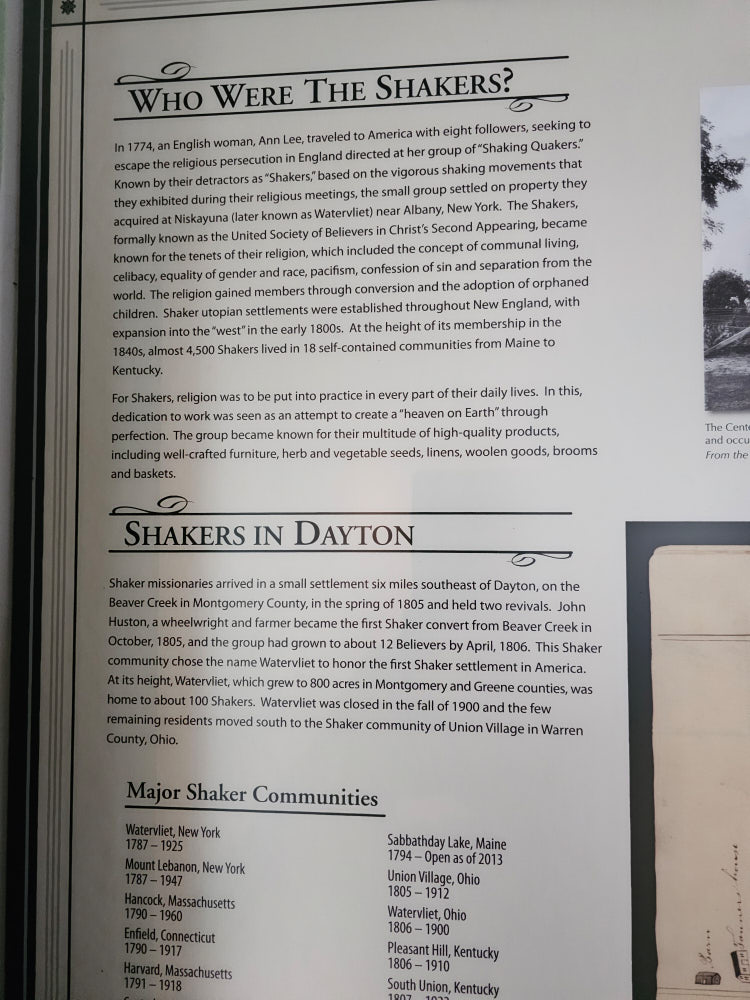 WHO WERE THE SHAKERS?
In 1774, an English woman, Ann Lee, traveled to America with eight followers, seeking to
escape the religious persecution in England directed at her group of “Shaking Quakers.”
Known by their detractors as “Shakers,” based on the vigorous shaking movements that
they exhibited during their religious meetings, the small group settled on property they
acquired at Niskayuna (later known as Watervliet) near Albany, New York. The Shakers,
formally known as the United Society of Believers in Christ’s Second Appearing, became
known for the tenets of their religion, which included the concept of communal living,
celibacy, equality of gender and race, pacifism, confession of sin and separation from the
world. The religion gained members through conversion and the adoption of orphaned
children. Shaker utopian settlements were established throughout New England, with
expansion into the “west” in the early 1800s. At the height of its membership in the
1840s, almost 4,500 Shakers lived in 18 self-contained communities from Maine to
Kentucky.
For Shakers, religion was to be put into practice in every part of their daily lives. In this,
dedication to work was seen as an attempt to create a “heaven on Earth” through
perfection. The group became known for their multitude of high-quality products,
including well-crafted furniture, herb and vegetable seeds, linens, woolen goods, brooms
and baskets.
SHAKERS IN DAYTON
Shaker missionaries arrived in a small settlement six miles southeast of Dayton, on the
Beaver Creek in Montgomery County, in the spring of 1805 and held two revivals. John
Huston, a wheelwright and farmer became the first Shaker convert from Beaver Creek in
October, 1805, and the group had grown to about 12 Believers by April, 1806. This Shaker
community chose the name Watervliet to honor the first Shaker settlement in America.
At its height, Watervliet, which grew to 800 acres in Montgomery and Greene counties, was
home to about 100 Shakers. Watervliet was closed in the fall of 1900 and the few
remaining residents moved south to the Shaker community of Union Village in Warren
County, Ohio.
Major Shaker Communities
Watervliet, New York
1787 – 1925
Mount Lebanon, New York
1787 – 1947
Hancock, Massachusetts
1790 – 1960
Enfield, Connecticut
1790 – 1917
Harvard, Massachusetts
1791 – 1918
Sabbathday Lake, Maine
1794 – Open as of 2013
Union Village, Ohio
1805 – 1912
Watervliet, Ohio
1806 – 1900
Pleasant Hill, Kentucky
1806 – 1910
South Union, Kentucky
The
and
From the
Barn
house